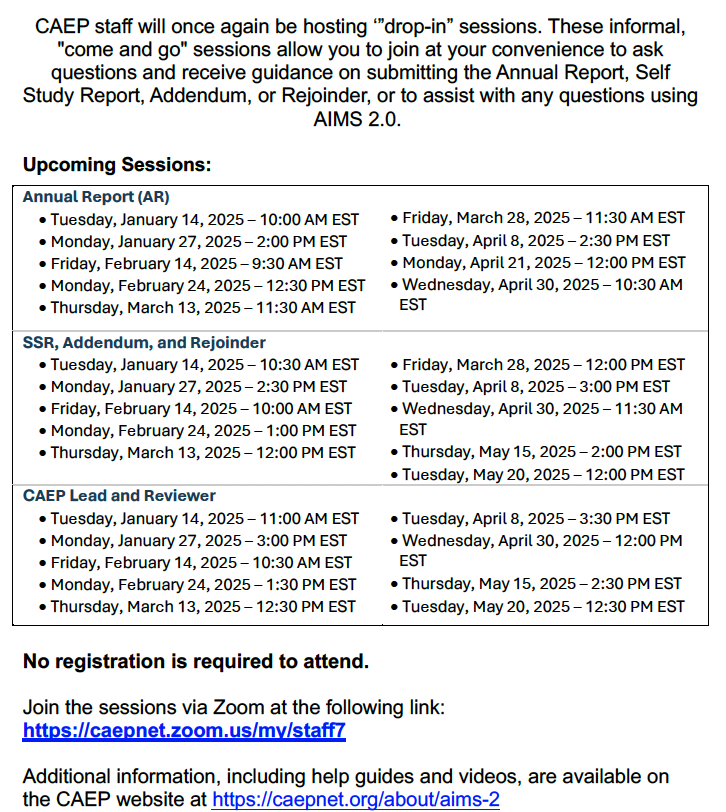 CAEP staff will once again be hosting ‘”drop-in” sessions. These informal,
"come and go" sessions allow you to join at your convenience to ask
questions and receive guidance on submitting the Annual Report, Self
Study Report, Addendum, or Rejoinder, or to assist with any questions using
AIMS 2.0.
Upcoming Sessions:
Annual Report (AR)
• Tuesday, January 14, 2025 – 10:00 AM EST
• Monday, January 27, 2025 – 2:00 PM EST
• Friday, February 14, 2025 – 9:30 AM EST
• Monday, February 24, 2025 – 12:30 PM EST
• Thursday, March 13, 2025 – 11:30 AM EST
• Friday, March 28, 2025 – 11:30 AM EST
• Tuesday, April 8, 2025 – 2:30 PM EST
• Monday, April 21, 2025 – 12:00 PM EST
• Wednesday, April 30, 2025 – 10:30 AM
EST
SSR, Addendum, and Rejoinder
• Tuesday, January 14, 2025 – 10:30 AM EST
• Monday, January 27, 2025 – 2:30 PM EST
• Friday, February 14, 2025 – 10:00 AM EST
• Monday, February 24, 2025 – 1:00 PM EST
• Thursday, March 13, 2025 – 12:00 PM EST
• Friday, March 28, 2025 – 12:00 PM EST
• Tuesday, April 8, 2025 – 3:00 PM EST
• Wednesday, April 30, 2025 – 11:30 AM
EST
• Thursday, May 15, 2025 – 2:00 PM EST
• Tuesday, May 20, 2025 – 12:00 PM EST
CAEP Lead and Reviewer
• Tuesday, January 14, 2025 – 11:00 AM EST
• Monday, January 27, 2025 – 3:00 PM EST
• Friday, February 14, 2025 – 10:30 AM EST
• Monday, February 24, 2025 – 1:30 PM EST
• Thursday, March 13, 2025 – 12:30 PM EST
• Tuesday, April 8, 2025 – 3:30 PM EST
• Wednesday, April 30, 2025 – 12:00 PM
EST
• Thursday, May 15, 2025 – 2:30 PM EST
• Tuesday, May 20, 2025 – 12:30 PM EST
No registration is required to attend.
Join the sessions via Zoom at the following link:
https://caepnet.zoom.us/my/staff7
Additional information, including help guides and videos, are available on
the CAEP website at https://caepnet.org/about/aims-2